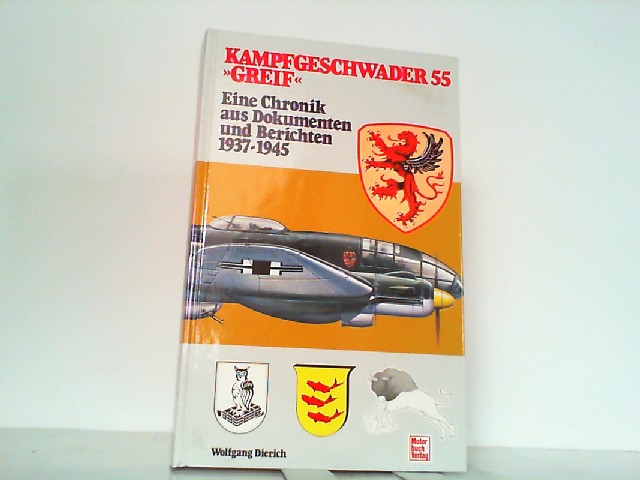 KAMPFGESCHWADER 55
»GREIF«
Eine Chronik
aus Dokumenten
und Berichten
1937-1945
Wolfgang Dierich
Motor
buch
Verlag